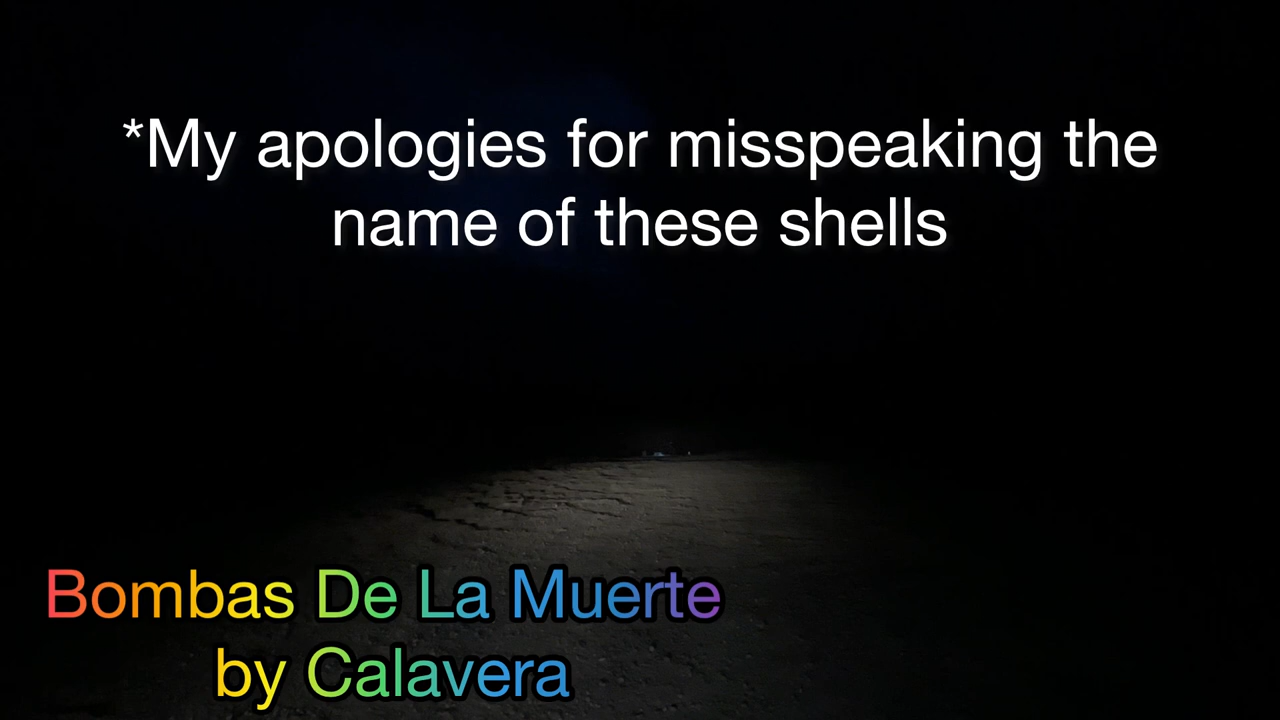 *My apologies for misspeaking the
name of these shells
Bombas De La Muerte
by Calavera